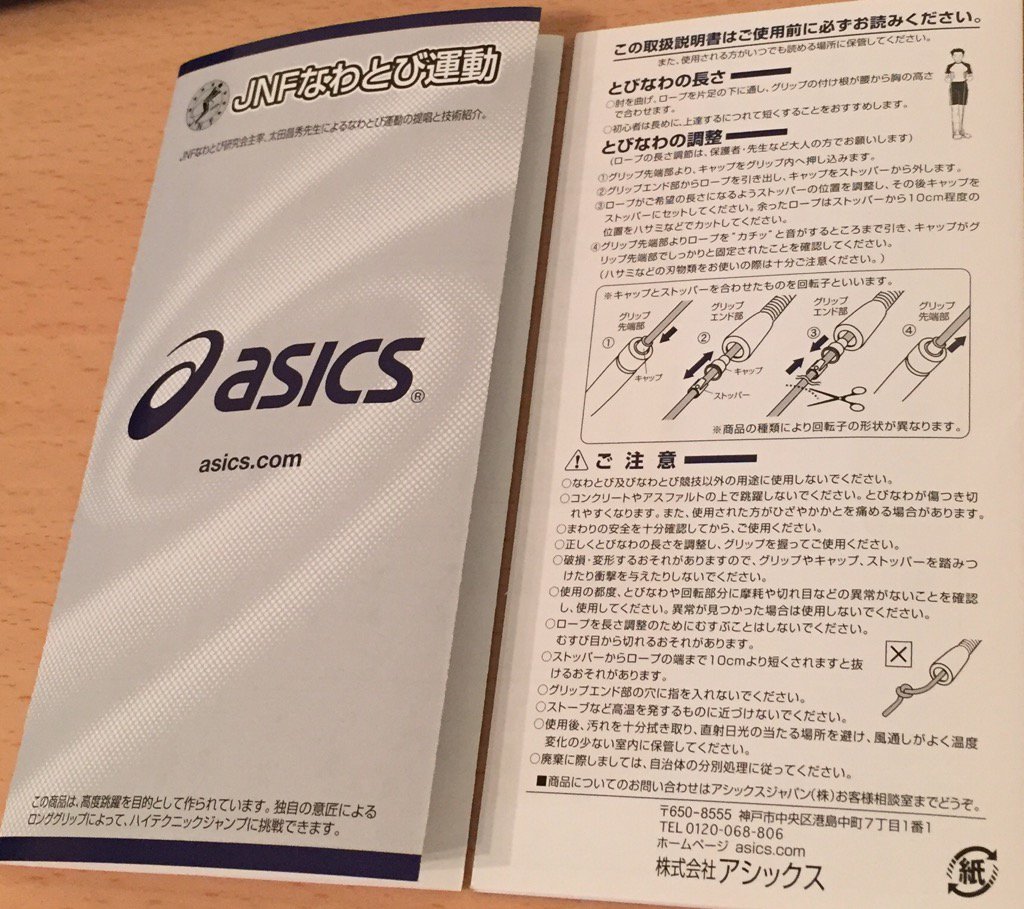 JNFなわとび運動
JNFなわとび研究会主宰、太田昌秀先生によるなわとび運動の提唱と技術紹介。
asics®
asics.com
この商品は、高度跳躍を目的として作られています。独自の意匠による
ロンググリップによって、ハイテクニックジャンプに挑戦できます。
この取扱説明書はご使用前に必ずお読みください。
また、使用される方がいつでも読める場所に保管してください。
とびなわの長さ
○肘を曲げ、ロープを片足の下に通し、グリップの付け根が腰から胸の高さ
で合わせます。
○初心者は長めに、上達するにつれて短くすることをおすすめします。
とびなわの調整
(ロープの長さ調節は、保護者・先生など大人の方でお願いします)
①グリップ先端部より、キャップをグリップ内へ押し込みます。
②グリップエンド部からロープを引き出し、キャップをストッパーから外します。
③ロープがご希望の長さになるようストッパーの位置を調整し、その後キャップを
ストッパーにセットしてください。余ったロープはストッパーから10cm程度の
位置をハサミなどでカットしてください。
④グリップ先端部よりロープを"カチッ"と音がするところまで引き、キャップがグ
リップ先端部でしっかりと固定されたことを確認してください。
(ハサミなどの刃物類をお使いの際は十分ご注意ください。)
※キャップとストッパーを合わせたものを回転子といいます。
グリップ
先端部
①
キャップ
グリップ
エンド部
②
キャップ
ストッパー
グリップ
エンド部
③
グリップ
先端部
④
※商品の種類により回転子の形状が異なります。
ご注意
○なわとび及びなわとび競技以外の用途に使用しないでください。
○コンクリートやアスファルトの上で跳躍しないでください。とびなわが傷つき切
れやすくなります。また、使用された方がひざやかかとを痛める場合があります。
○まわりの安全を十分確認してから、ご使用ください。
○正しくとびなわの長さを調整し、グリップを握ってご使用ください。
○破損・変形するおそれがありますので、グリップやキャップ、ストッパーを踏みつ
けたり衝撃を与えたりしないでください。
○使用の都度、とびなわや回転部分に摩耗や切れ目などの異常がないことを確認
し、使用してください。異常が見つかった場合は使用しないでください。
○ロープを長さ調整のためにむすぶことはしないでください。
むすび目から切れるおそれがあります。
○ストッパーからロープの端まで10cmより短くされますと抜
けるおそれがあります。
○グリップエンド部の穴に指を入れないでください。
○ストーブなど高温を発するものに近づけないでください。
○使用後、汚れを十分拭き取り、直射日光の当たる場所を避け、風通しがよく温度
変化の少ない室内に保管してください。
○廃棄に際しましては、自治体の分別処理に従ってください。
■商品についてのお問い合わせはアシックスジャパン(株)お客様相談室までどうぞ。
〒650-8555 神戸市中央区港島中町7丁目1番1
TEL 0120-068-806
ホームページ asics.com
株式会社 アシックス
紙